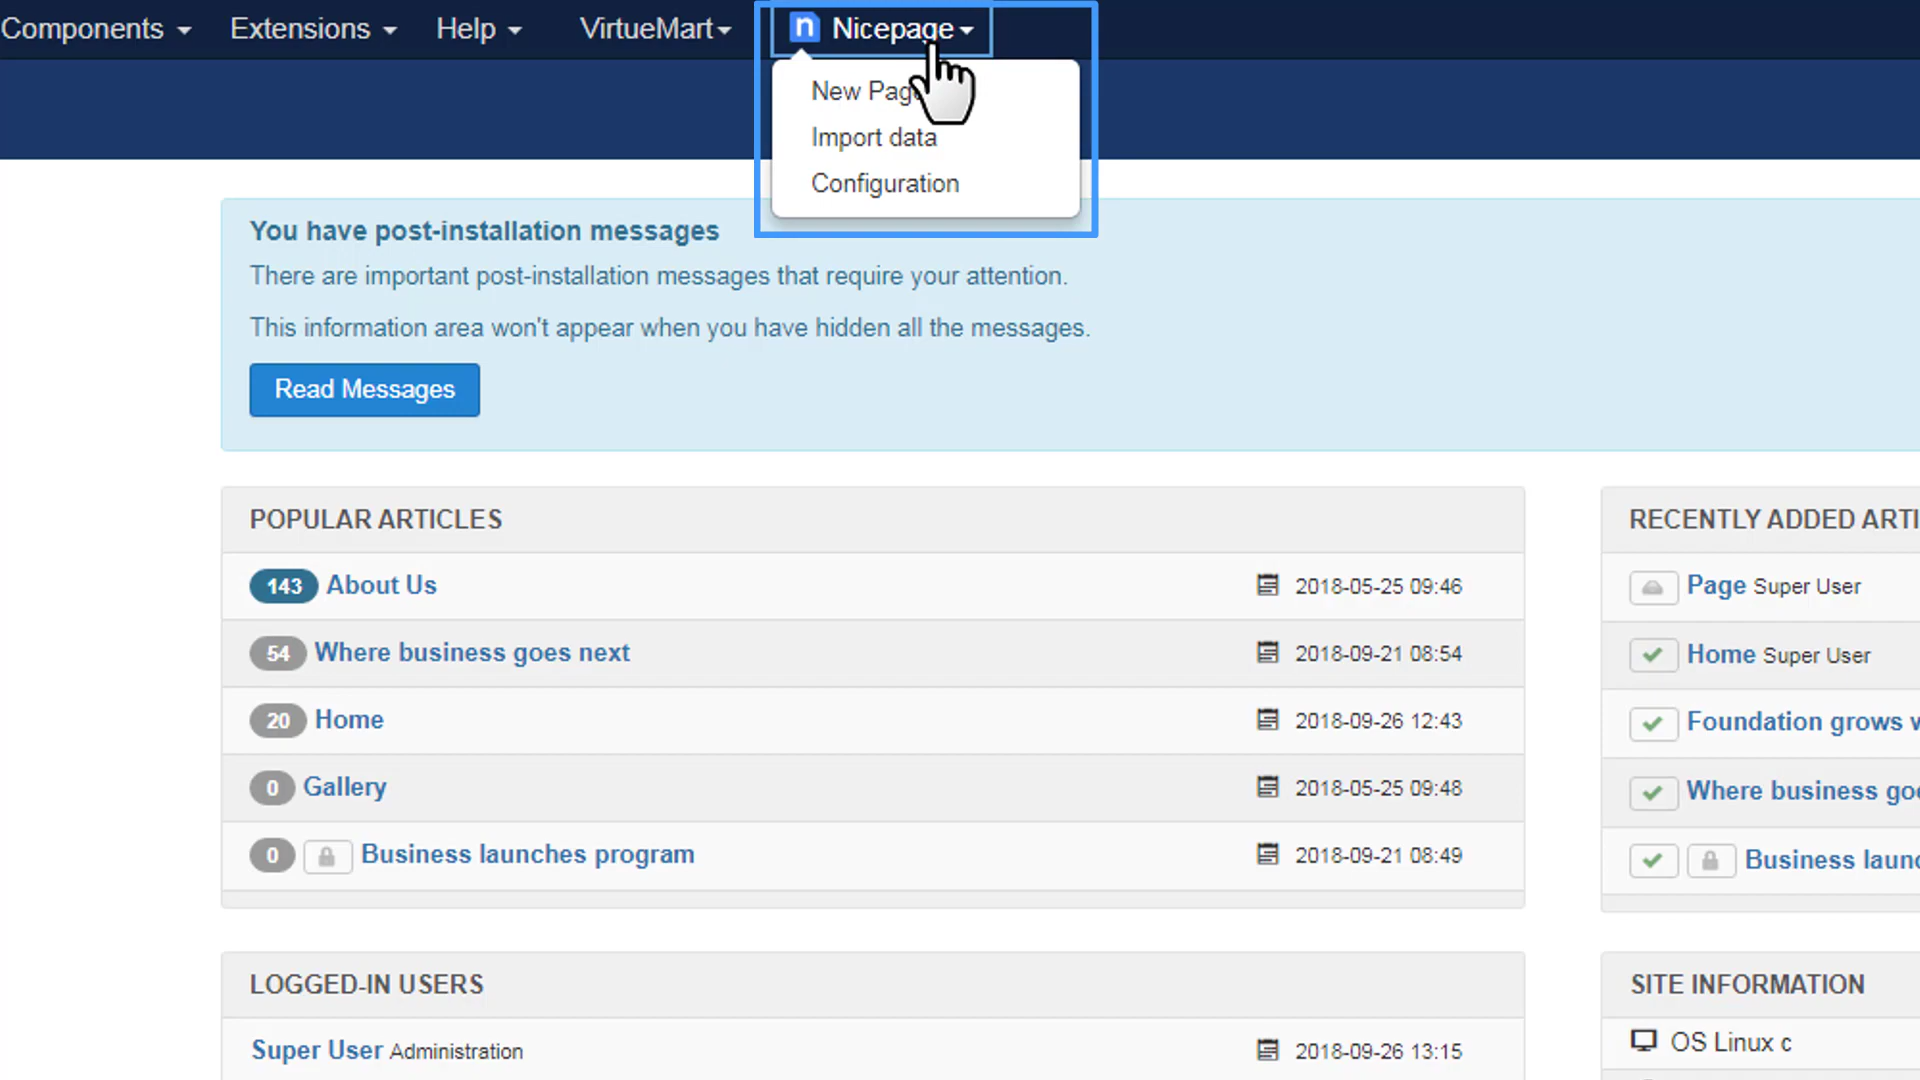 Components Extensions Help VirtueMart n Nicepage
New Pag
Import data
Configuration
You have post-installation messages
There are important post-installation messages that require your attention.
This information area won't appear when you have hidden all the messages.
Read Messages
POPULAR ARTICLES
143 About Us 2018-05-25 09:46
54 Where business goes next 2018-09-21 08:54
20 Home 2018-09-26 12:43
0 Gallery 2018-05-25 09:48
0 Business launches program 2018-09-21 08:49
RECENTLY ADDED ARTI
Page Super User
Home Super User
Foundation grows
Where business
Business
LOGGED-IN USERS
Super User Administration 2018-09-26 13:15
SITE INFORMATION
OS Linux c